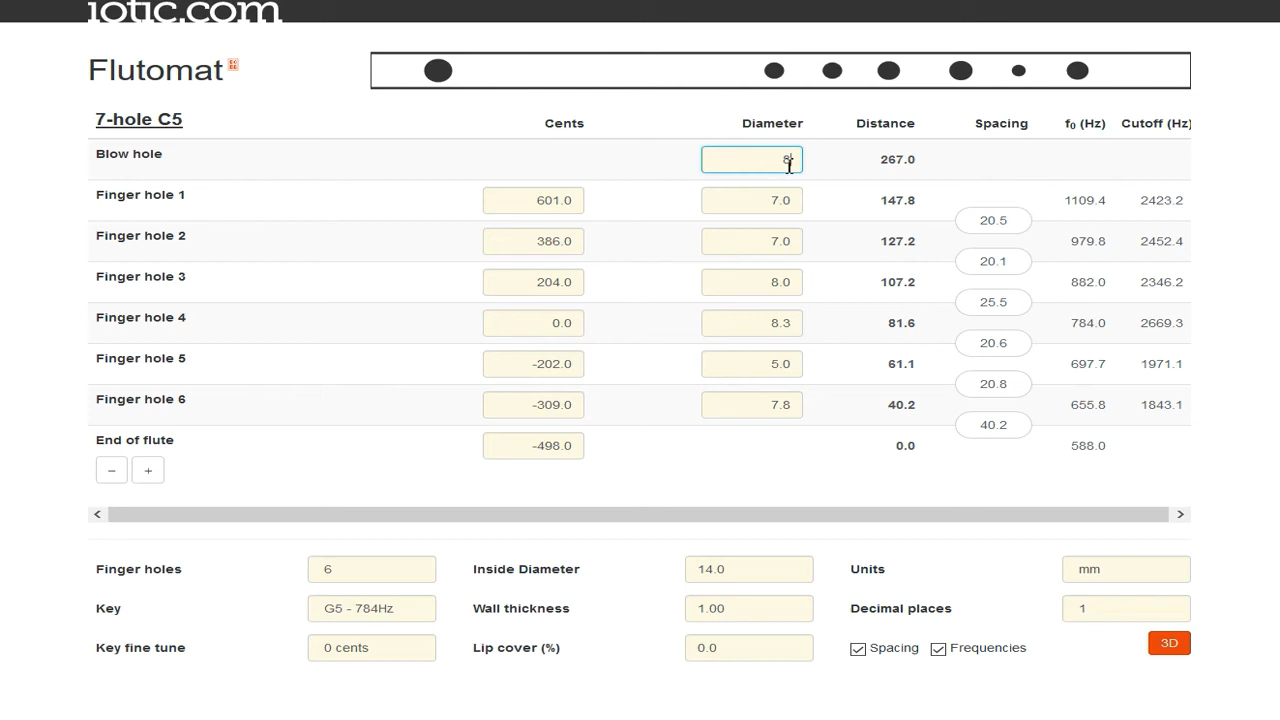 iotic.com
Flutomat
7-hole C5 Cents Diameter Distance Spacing f₀ (Hz) Cutoff (Hz)
Blow hole 8 267.0
Finger hole 1 601.0 7.0 147.8 1109.4 2423.2
20.5
Finger hole 2 386.0 7.0 127.2 979.8 2452.4
20.1
Finger hole 3 204.0 8.0 107.2 882.0 2346.2
25.5
Finger hole 4 0.0 8.3 81.6 784.0 2669.3
20.6
Finger hole 5 -202.0 5.0 61.1 697.7 1971.1
20.8
Finger hole 6 -309.0 7.8 40.2 655.8 1843.1
40.2
End of flute -498.0 0.0 588.0
− +
Finger holes 6 Inside Diameter 14.0 Units mm
Key G5 - 784Hz Wall thickness 1.00 Decimal places 1
Key fine tune 0 cents Lip cover (%) 0.0 Spacing Frequencies 3D